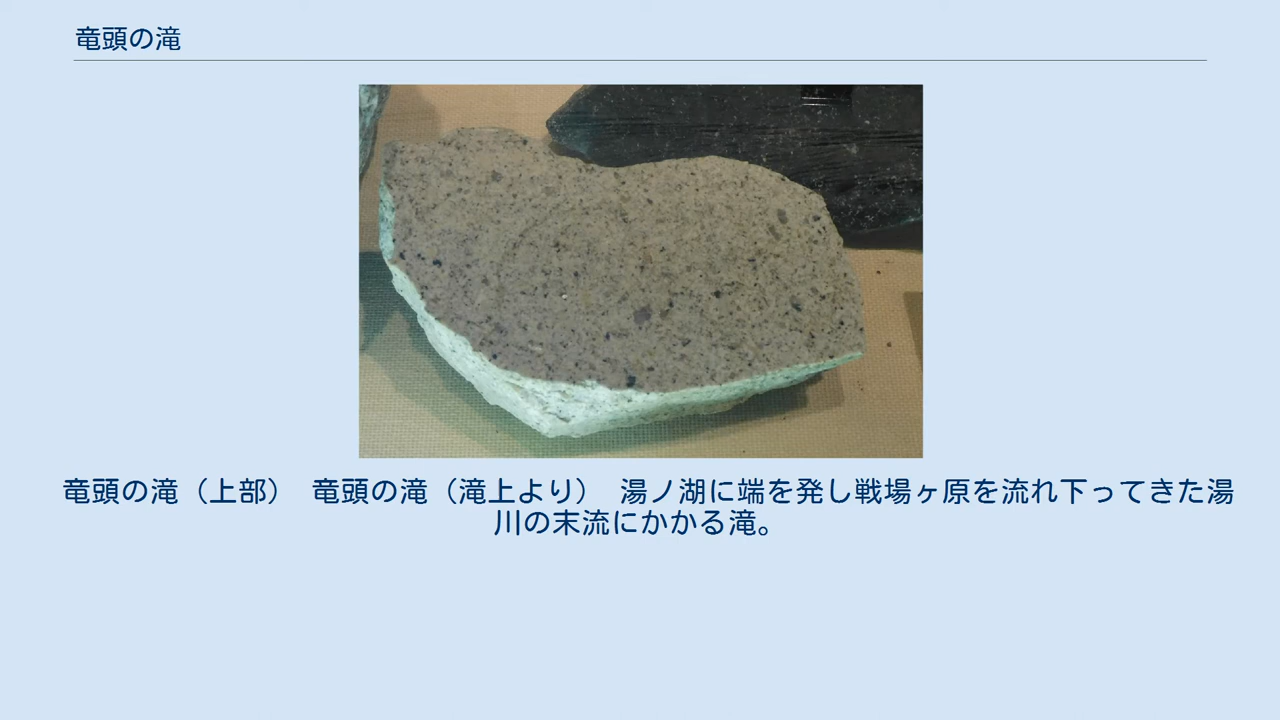 竜頭の滝
竜頭の滝（上部）　竜頭の滝（滝上より）　湯ノ湖に端を発し戦場ヶ原を流れ下ってきた湯
川の末流にかかる滝。